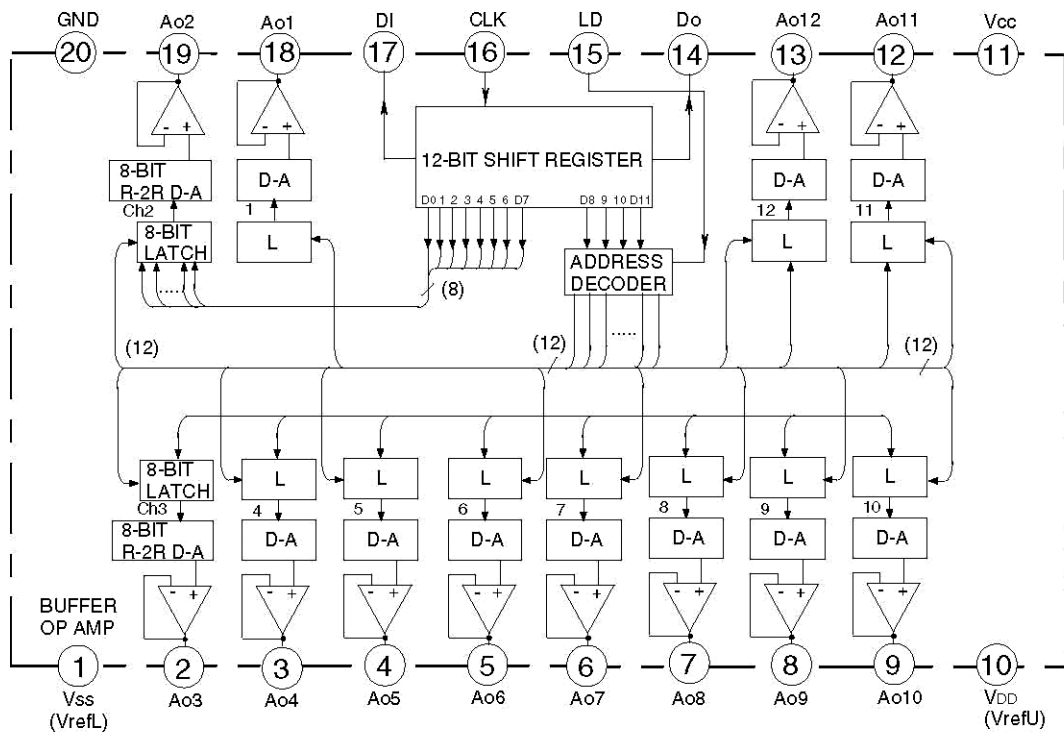 GND Ao2 Ao1 DI CLK LD Do Ao12 Ao11 Vcc
20 19 18 17 16 15 14 13 12 11
- + - + - + - +
12-BIT SHIFT REGISTER
8-BIT
R-2R D-A
D-A D-A D-A
D0 1 2 3 4 5 6 D7 D8 9 10 D11
Ch2 1 12 11
8-BIT
LATCH
L L L
ADDRESS
DECODER
(8)
..... .....
(12) (12) (12)
8-BIT
LATCH
L L L L L L L
Ch3 4 5 6 7 8 9 10
8-BIT
R-2R D-A
D-A D-A D-A D-A D-A D-A D-A
- + - + - + - + - + - + - + - +
BUFFER
OP AMP
1 2 3 4 5 6 7 8 9 10
Vss Ao3 Ao4 Ao5 Ao6 Ao7 Ao8 Ao9 Ao10 VDD
(VrefL) (VrefU)